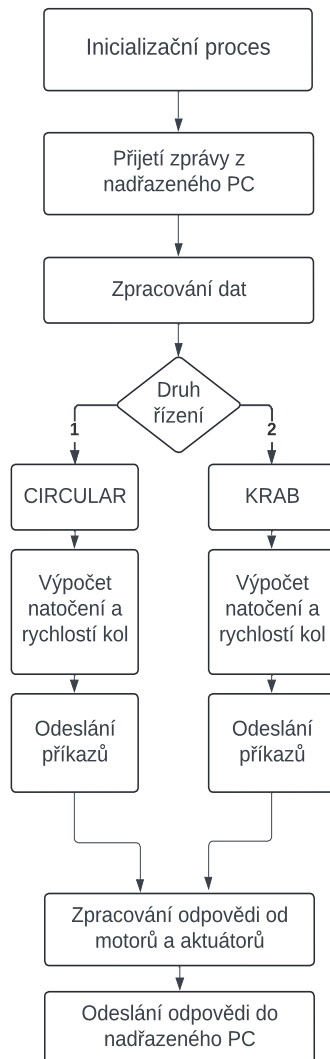 Inicializační proces
Přijetí zprávy z
nadřazeného PC
Zpracování dat
Druh
řízení
1
2
CIRCULAR
KRAB
Výpočet
natočení a
rychlostí kol
Výpočet
natočení a
rychlostí kol
Odeslání
příkazů
Odeslání
příkazů
Zpracování odpovědi od
motorů a aktuátorů
Odeslání odpovědi do
nadřazeného PC